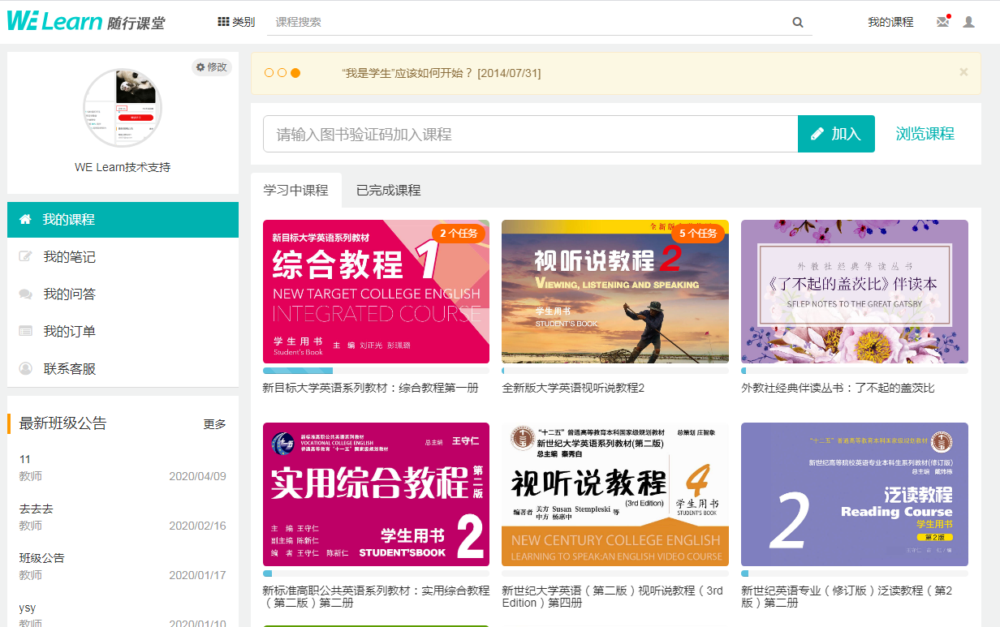 WE Learn 随行课堂
类别
课程搜索
我的课程
修改
WE Learn技术支持
我的课程
我的笔记
我的问答
我的订单
联系客服
最新班级公告
更多
11
教师
2020/04/09
去去去
教师
2020/02/16
班级公告
教师
2020/01/17
ysy
教师
2020/01/10
“我是学生”应该如何开始？ [2014/07/31]
×
请输入图书验证码加入课程
加入
浏览课程
学习中课程
已完成课程
2 个任务
新目标大学英语系列教材
综合教程 1
NEW TARGET COLLEGE ENGLISH
INTEGRATED COURSE
学生用书
Student's Book
主 编 刘正光 彭珮璐
新目标大学英语系列教材：综合教程第一册
5 个任务
全新版
视听说教程 2
VIEWING, LISTENING AND SPEAKING
学生用书
STUDENT'S BOOK
全新版大学英语视听说教程2
外教社经典伴读丛书
《了不起的盖茨比》伴读本
SFLEP NOTES TO THE GREAT GATSBY
外教社经典伴读丛书：了不起的盖茨比
新标准高职公共英语系列教材
VOCATIONAL COLLEGE ENGLISH
普通高等教育“十一五”国家级规划教材
总主编 王守仁
实用综合教程
第二版
主 编 王守仁
副主编 陈新仁
编 者 王守仁 陈新仁
学生用书
STUDENT'S BOOK
2
新标准高职公共英语系列教材：实用综合教程
（第二版）第二册
“十二五”普通高等教育本科国家级规划教材
总策划 庄智象
新世纪大学英语系列教材(第二版)
总主编 秦秀白
视听说教程 4
(3rd Edition)
编著者 美方 Susan Stempleski 等
中方 杨惠中
学生用书
STUDENT'S BOOK
NEW CENTURY COLLEGE ENGLISH
LEARNING TO SPEAK:AN ENGLISH VIDEO COURSE
新世纪大学英语（第二版）视听说教程（3rd
Edition）第四册
“十二五”普通高等教育本科国家级规划教材
新世纪高等院校英语专业本科生系列教材(修订版)
总主编 戴炜栋
2
泛读教程
Reading Course
学生用书
第2版
新世纪英语专业（修订版）泛读教程（第2
版）第二册